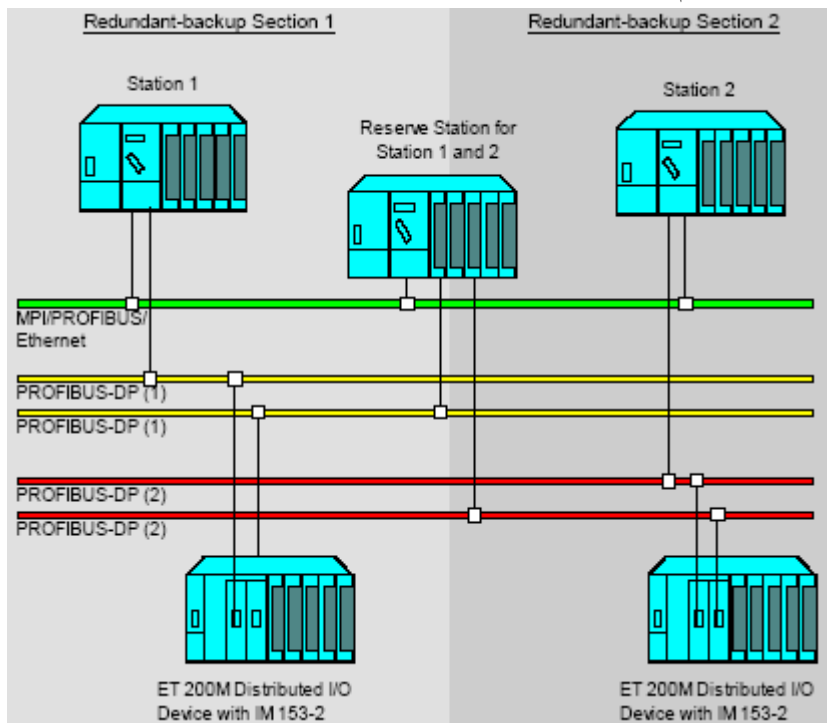 Redundant-backup Section 1
Redundant-backup Section 2
Station 1
Station 2
Reserve Station for
Station 1 and 2
MPI/PROFIBUS/
Ethernet
PROFIBUS-DP (1)
PROFIBUS-DP (1)
PROFIBUS-DP (2)
PROFIBUS-DP (2)
ET 200M Distributed I/O
Device with IM 153-2
ET 200M Distributed I/O
Device with IM 153-2